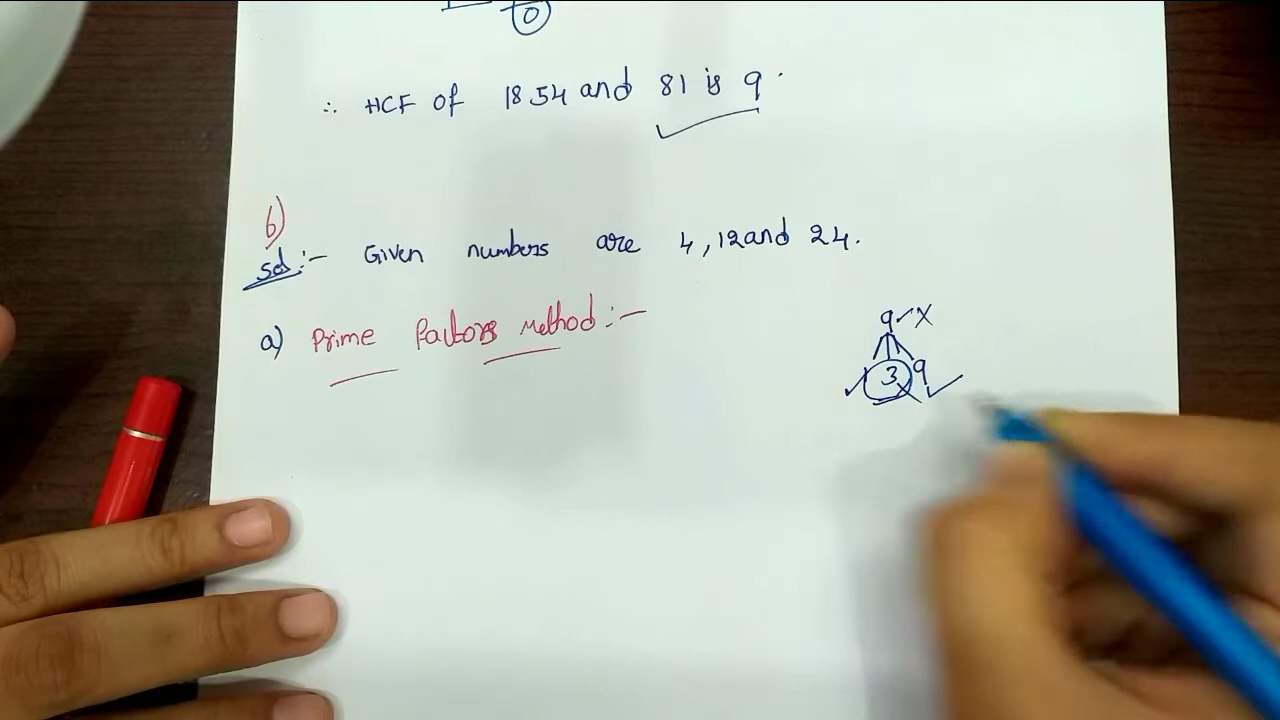 0
∴ HCF of 1854 and 81 is 9.
b)
Sol:- Given numbers are 4, 12 and 24.
a) Prime factors Method:-
9 ✓ X
3 9